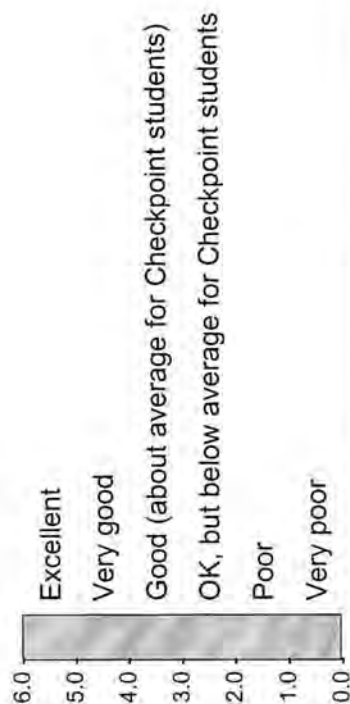 6.0
Excellent
5.0
Very good
4.0
Good (about average for Checkpoint students)
3.0
OK, but below average for Checkpoint students
2.0
Poor
1.0
Very poor
0.0